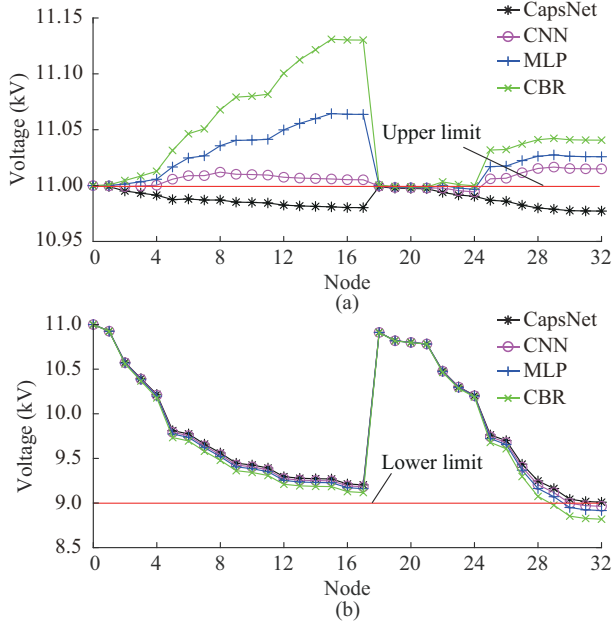 11.15
CapsNet
CNN
11.10
MLP
CBR
11.05
Upper limit
11.00
10.95
Voltage (kV)
0 4 8 12 16 20 24 28 32
Node
(a)
11.0
CapsNet
CNN
10.5
MLP
CBR
10.0
9.5
Lower limit
9.0
8.5
Voltage (kV)
0 4 8 12 16 20 24 28 32
Node
(b)